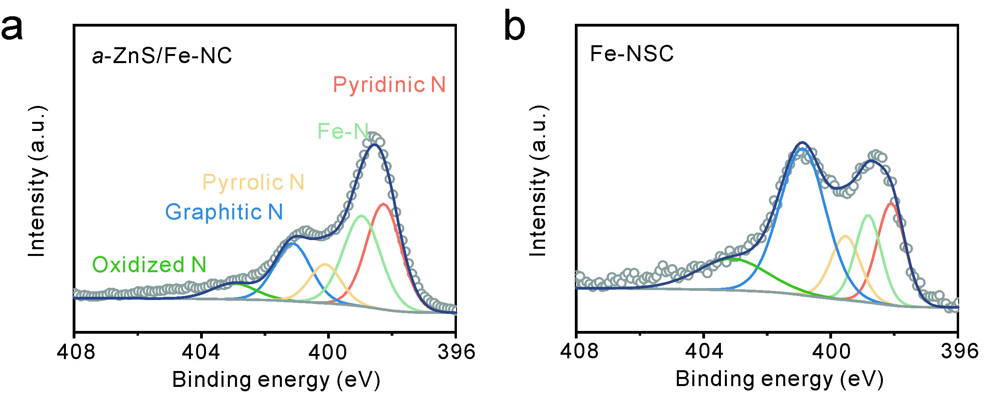 a
a-ZnS/Fe-NC
Pyridinic N
Fe-N
Pyrrolic N
Graphitic N
Oxidized N
Intensity (a.u.)
408
404
400
396
Binding energy (eV)
b
Fe-NSC
Intensity (a.u.)
408
404
400
396
Binding energy (eV)